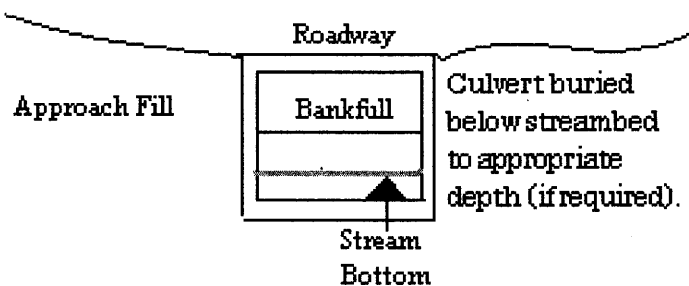 Roadway
Approach Fill
Bankfull
Culvert buried
below streambed
to appropriate
depth (if required).
Stream
Bottom